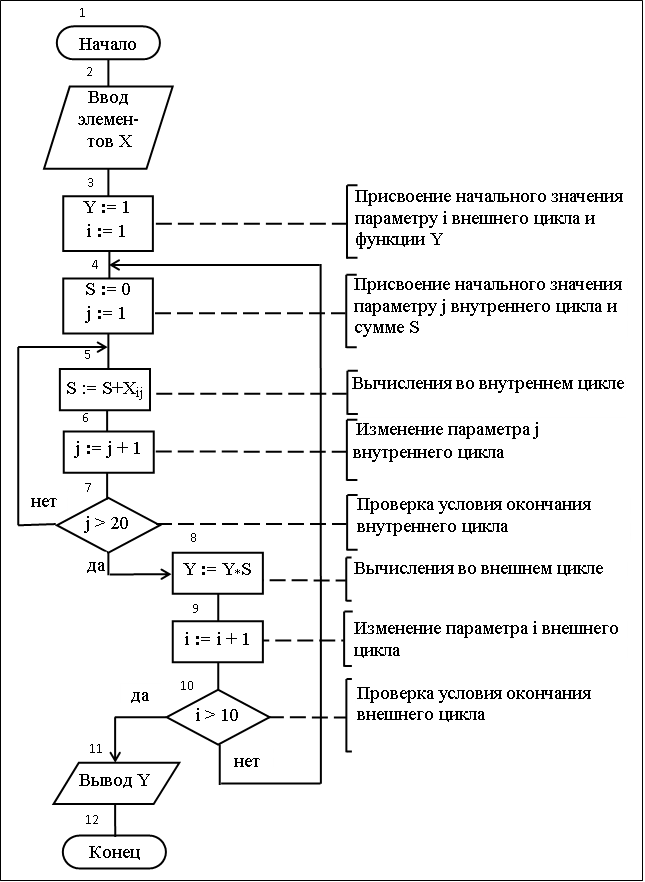 1
Начало
2
Ввод
элемен-
тов X
3
Y := 1
i := 1
Присвоение начального значения
параметру i внешнего цикла и
функции Y
4
S := 0
j := 1
Присвоение начального значения
параметру j внутреннего цикла и
сумме S
5
S := S+Xij
Вычисления во внутреннем цикле
6
j := j + 1
Изменение параметра j
внутреннего цикла
7
нет
j > 20
да
Проверка условия окончания
внутреннего цикла
8
Y := Y*S
Вычисления во внешнем цикле
9
i := i + 1
Изменение параметра i внешнего
цикла
10
да
i > 10
нет
Проверка условия окончания
внешнего цикла
11
Вывод Y
12
Конец